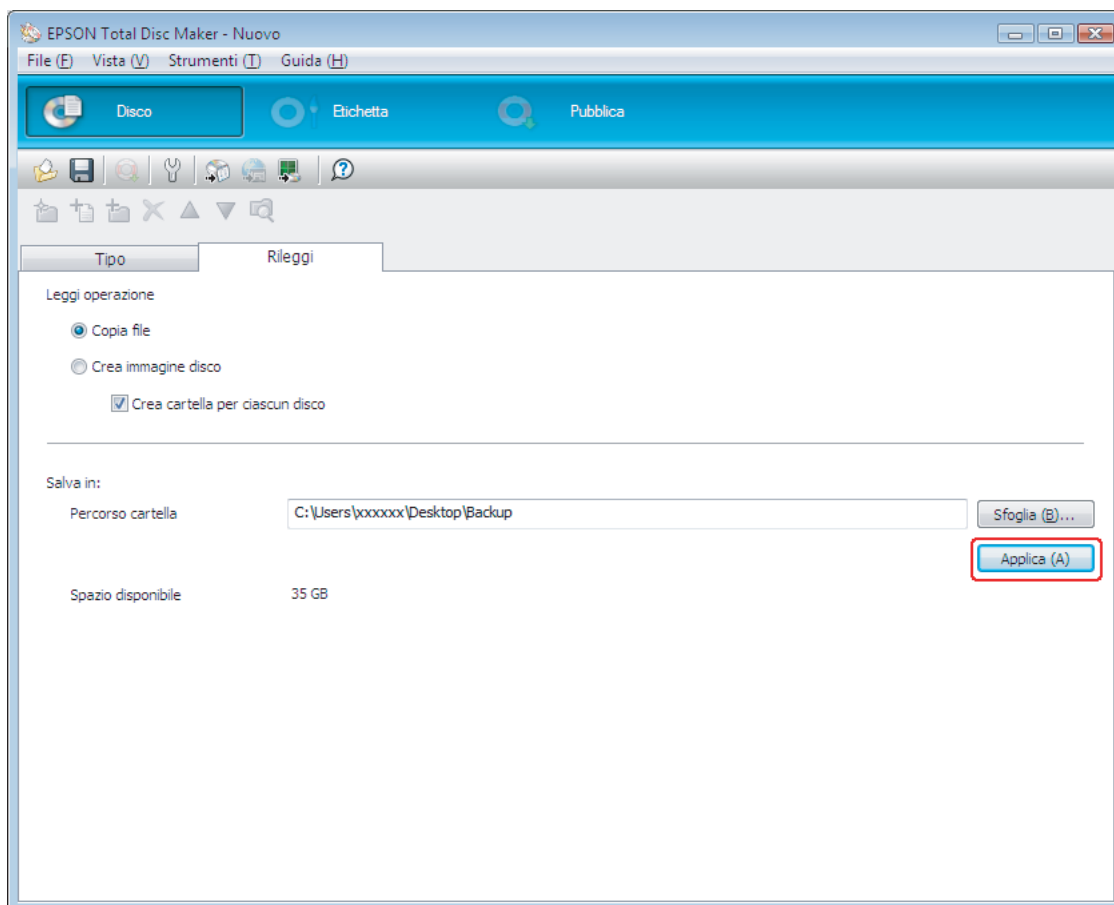 EPSON Total Disc Maker - Nuovo
File (F) Vista (V) Strumenti (T) Guida (H)
Disco Etichetta Pubblica
Tipo Rileggi
Leggi operazione
Copia file
Crea immagine disco
Crea cartella per ciascun disco
Salva in:
Percorso cartella C:\Users\xxxxxx\Desktop\Backup Sfoglia (B)...
Applica (A)
Spazio disponibile 35 GB